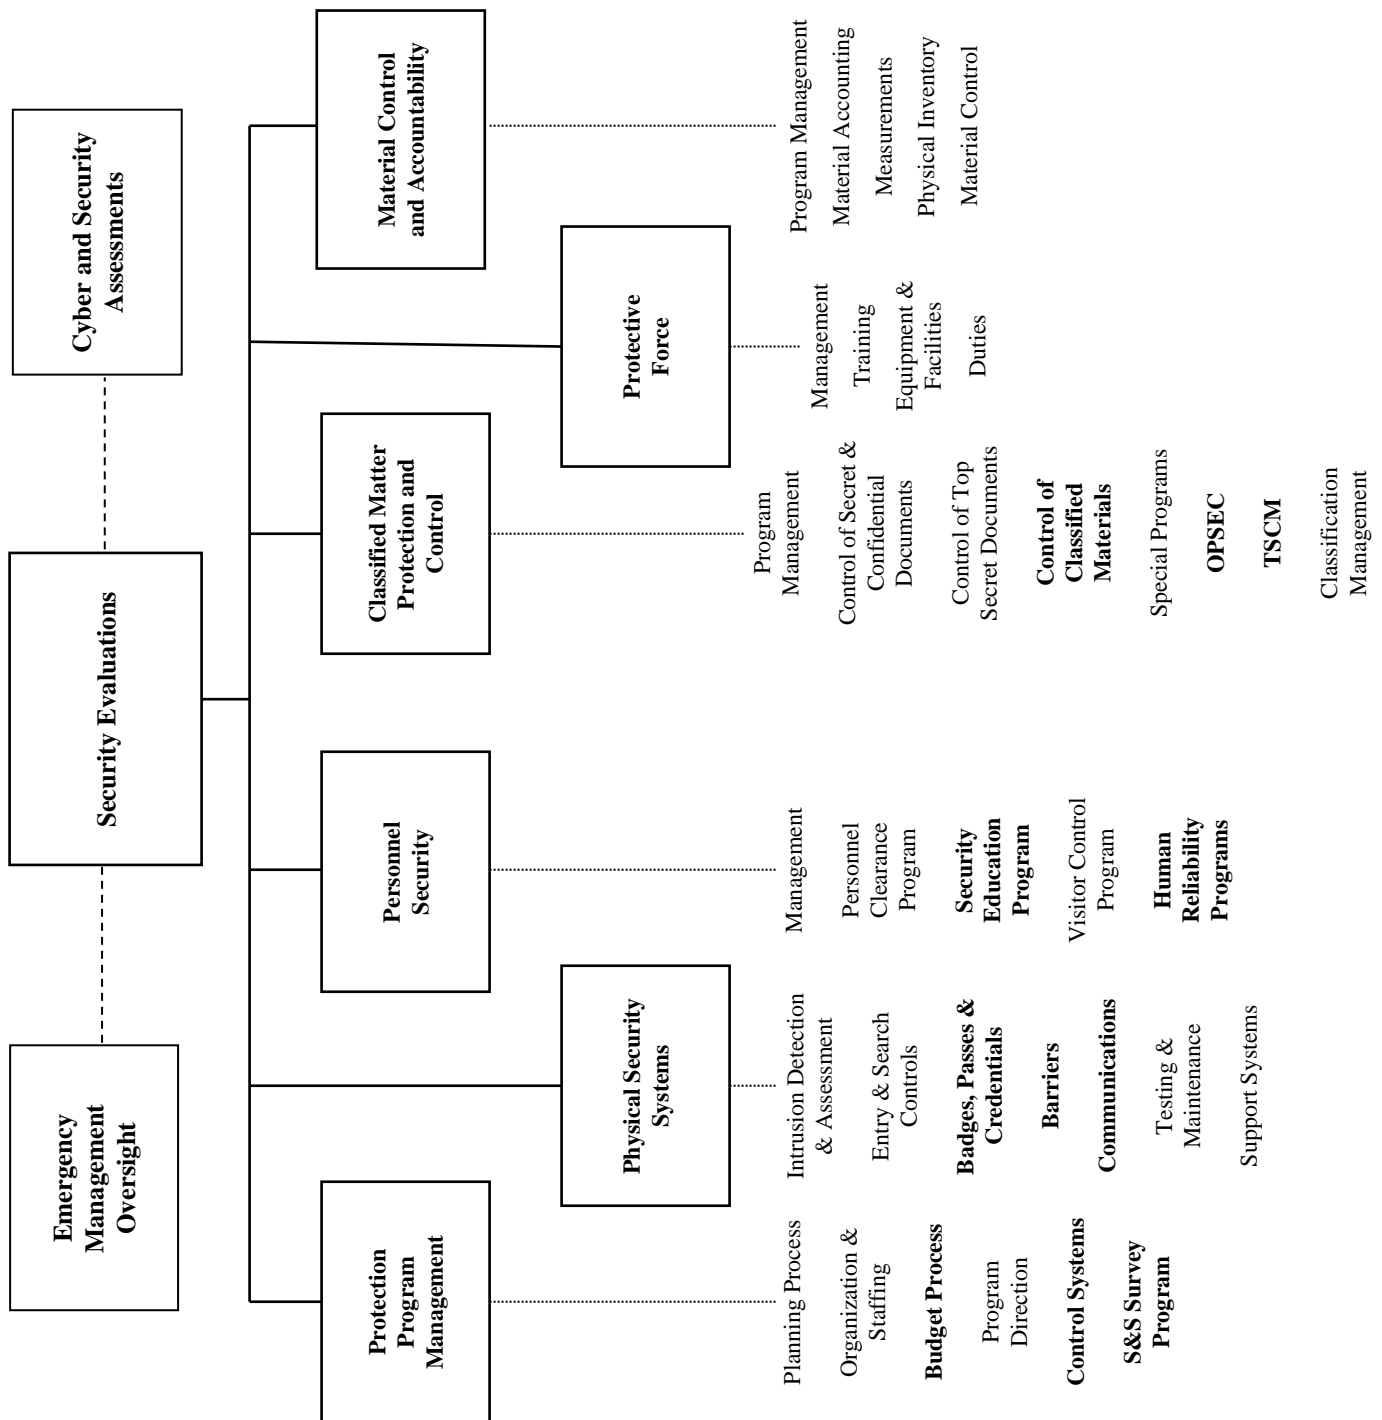 Emergency
Management
Oversight
Security Evaluations
Cyber and Security
Assessments
Protection
Program
Management
Physical Security
Systems
Personnel
Security
Classified Matter
Protection and
Control
Protective
Force
Material Control
and Accountability
Planning Process
Organization &
Staffing
Budget Process
Program
Direction
Control Systems
S&S Survey
Program
Intrusion Detection
& Assessment
Entry & Search
Controls
Badges, Passes &
Credentials
Barriers
Communications
Testing &
Maintenance
Support Systems
Management
Personnel
Clearance
Program
Security
Education
Program
Visitor Control
Program
Human
Reliability
Programs
Program
Management
Control of Secret &
Confidential
Documents
Control of Top
Secret Documents
Control of
Classified
Materials
Special Programs
OPSEC
TSCM
Classification
Management
Management
Training
Equipment &
Facilities
Duties
Program Management
Material Accounting
Measurements
Physical Inventory
Material Control